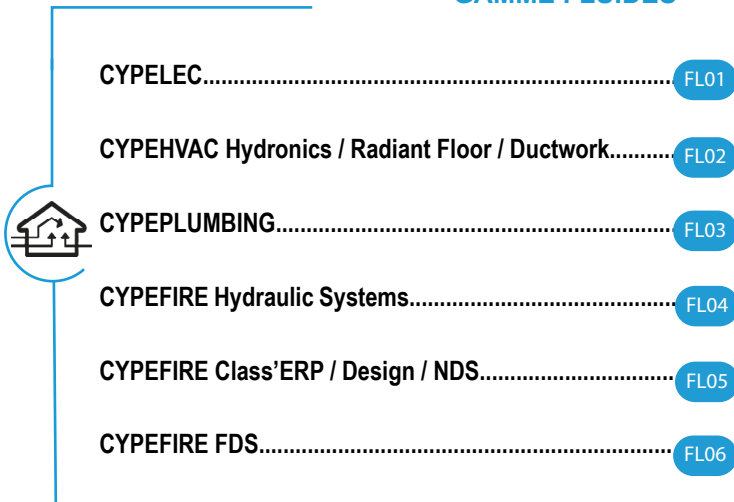 GAMME FLUIDES
CYPELEC........................................................................ FL01
CYPEHVAC Hydronics / Radiant Floor / Ductwork........... FL02
CYPEPLUMBING.............................................................. FL03
CYPEFIRE Hydraulic Systems.......................................... FL04
CYPEFIRE Class’ERP / Design / NDS.............................. FL05
CYPEFIRE FDS................................................................ FL06